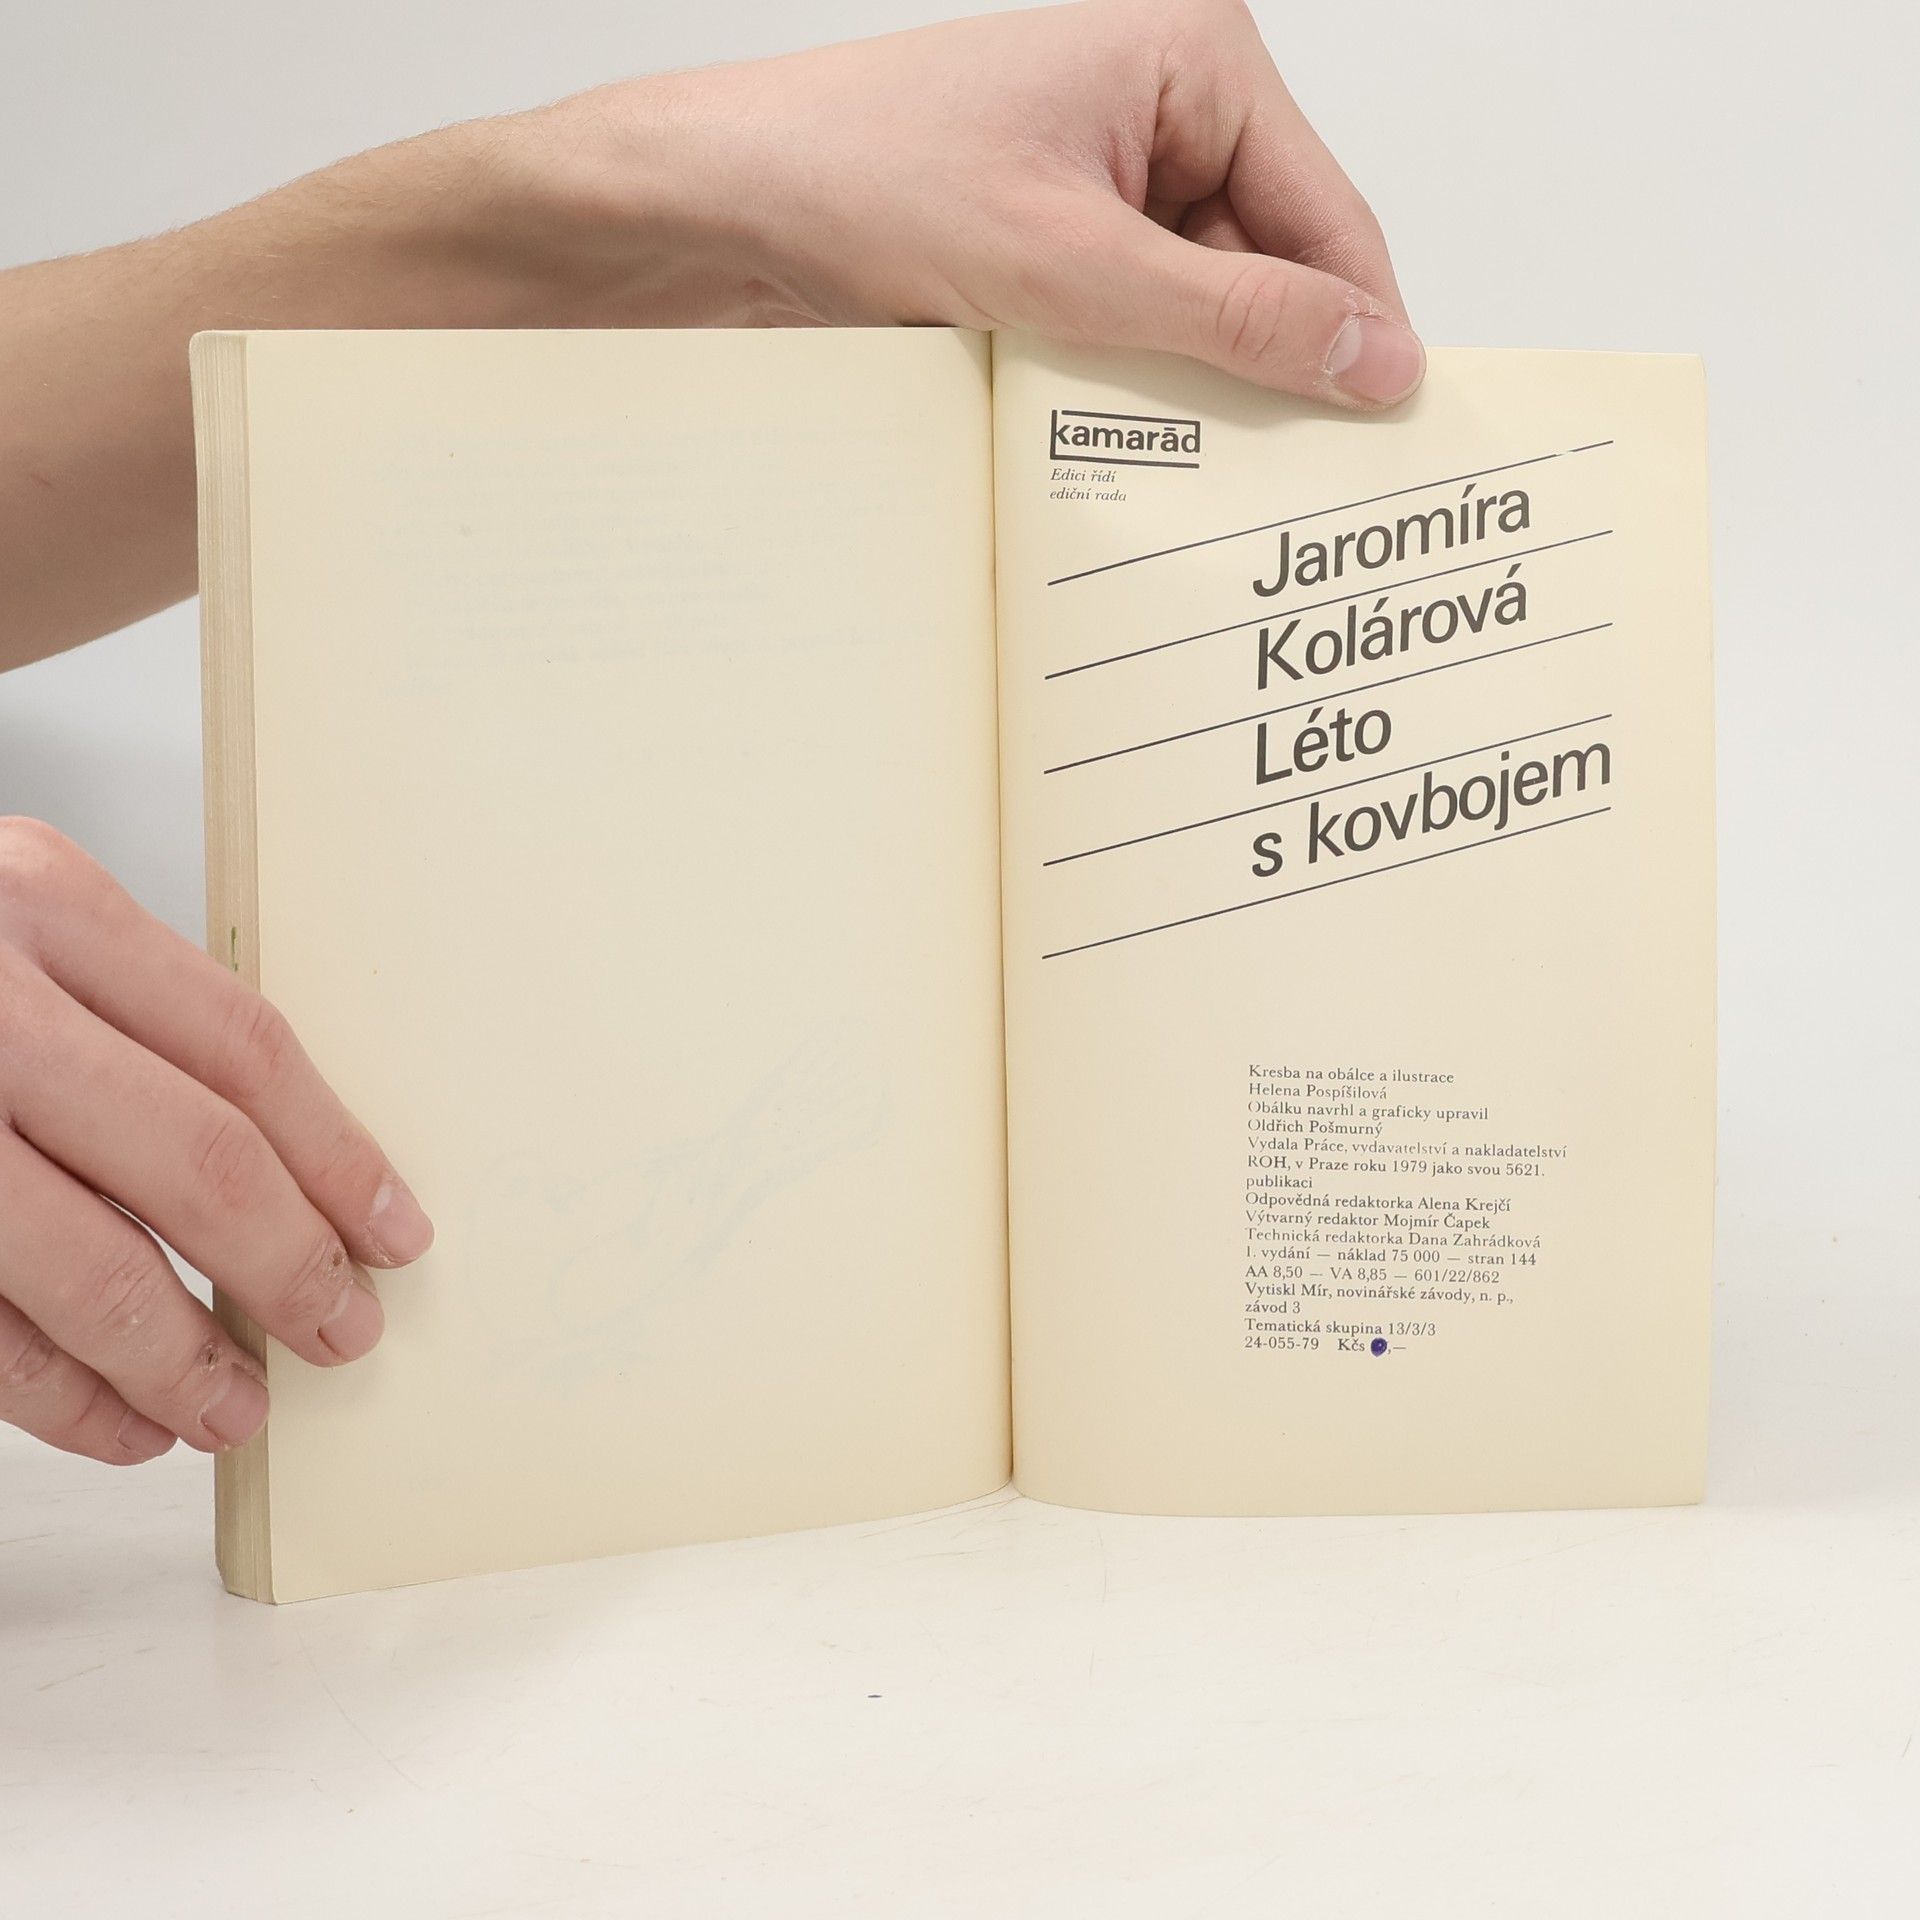 kamarād
Edici řídí
ediční rada
Jaromíra
Kolárová
Léto
s kovbojem
Kresba na obálce a ilustrace
Helena Pospíšilová
Obálku navrhl a graficky upravil
Oldřich Pošmurný
Vydala Práce, vydavatelství a nakladatelství
ROH, v Praze roku 1979 jako svou 5621.
publikaci
Odpovědná redaktorka Alena Krejčí
Výtvarný redaktor Mojmír Čapek
Technická redaktorka Dana Zahrádková
1. vydání — náklad 75 000 — stran 144
AA 8,50 — VA 8,85 — 601/22/862
Vytiskl Mír, novinářské závody, n. p.,
závod 3
Tematická skupina 13/3/3
24-055-79 Kčs ,—